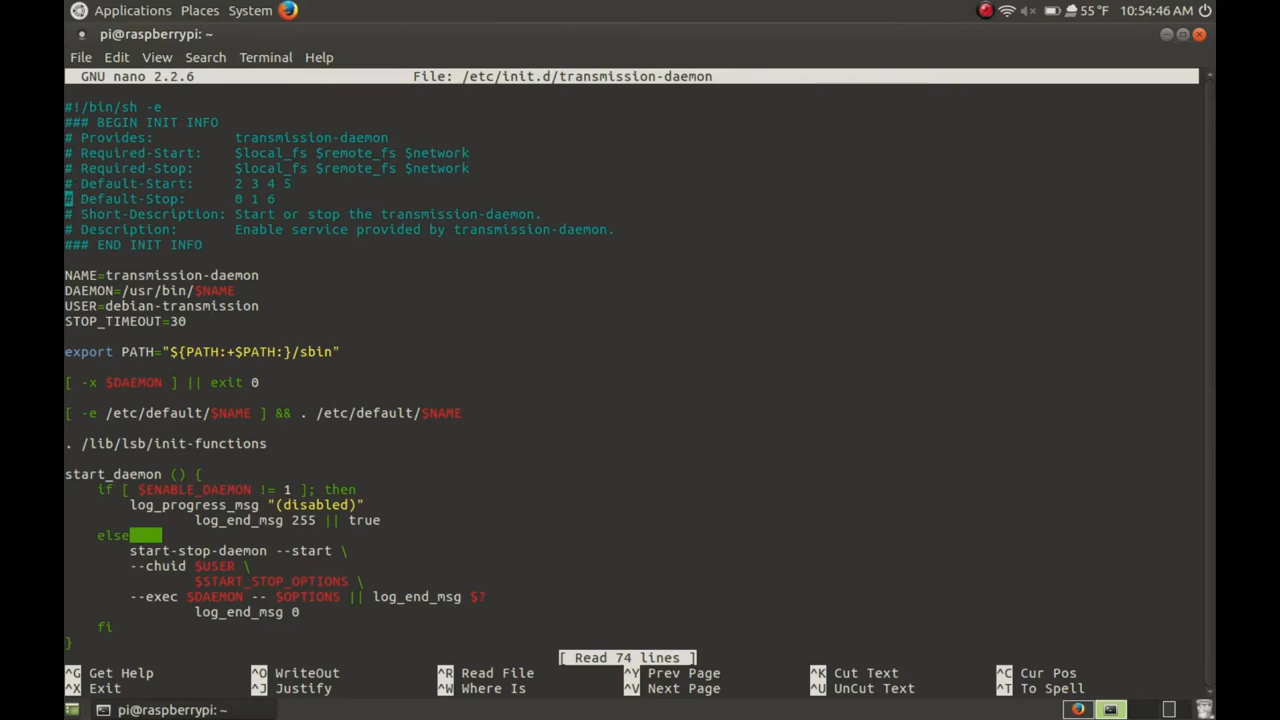 Applications Places System 55 °F 10:54:46 AM
pi@raspberrypi: ~
File Edit View Search Terminal Help
GNU nano 2.2.6 File: /etc/init.d/transmission-daemon
#!/bin/sh -e
### BEGIN INIT INFO
# Provides: transmission-daemon
# Required-Start: $local_fs $remote_fs $network
# Required-Stop: $local_fs $remote_fs $network
# Default-Start: 2 3 4 5
# Default-Stop: 0 1 6
# Short-Description: Start or stop the transmission-daemon.
# Description: Enable service provided by transmission-daemon.
### END INIT INFO
NAME=transmission-daemon
DAEMON=/usr/bin/$NAME
USER=debian-transmission
STOP_TIMEOUT=30
export PATH="${PATH:+$PATH:}/sbin"
[ -x $DAEMON ] || exit 0
[ -e /etc/default/$NAME ] && . /etc/default/$NAME
. /lib/lsb/init-functions
start_daemon () {
if [ $ENABLE_DAEMON != 1 ]; then
log_progress_msg "(disabled)"
log_end_msg 255 || true
else
start-stop-daemon --start \
--chuid $USER \
$START_STOP_OPTIONS \
--exec $DAEMON -- $OPTIONS || log_end_msg $?
log_end_msg 0
fi
}
[ Read 74 lines ]
^G Get Help ^O WriteOut ^R Read File ^Y Prev Page ^K Cut Text ^C Cur Pos
^X Exit ^J Justify ^W Where Is ^V Next Page ^U UnCut Text ^T To Spell
pi@raspberrypi: ~